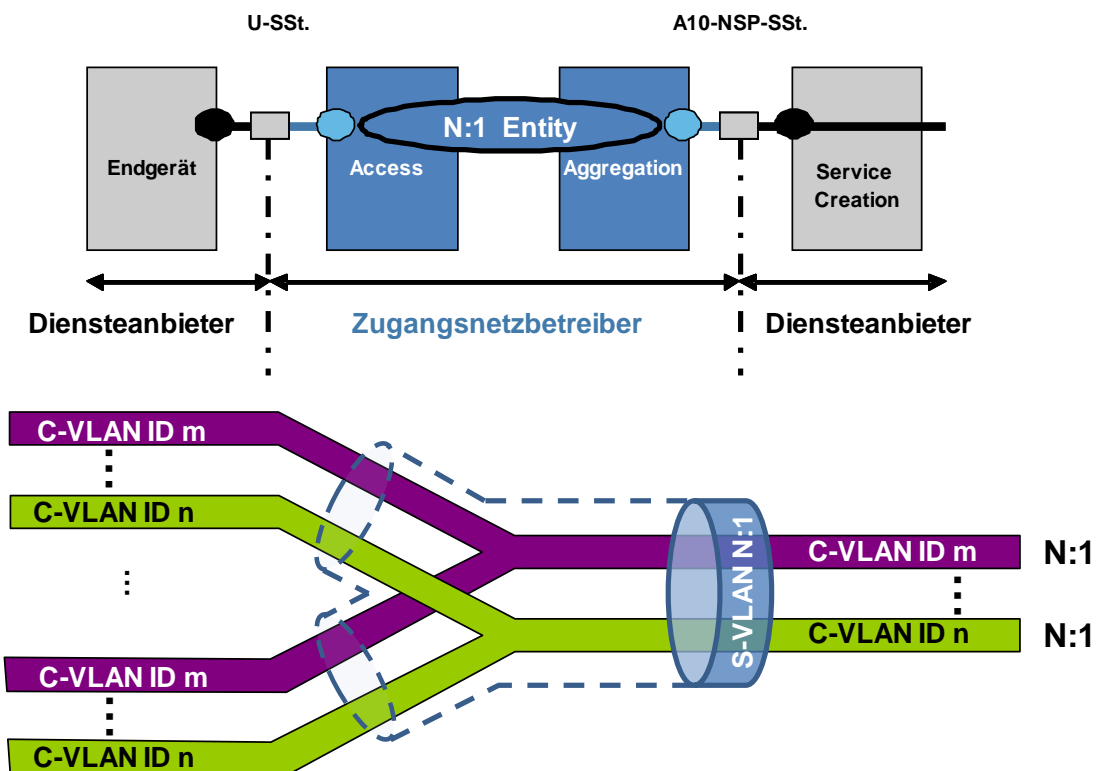 U-SSt.
A10-NSP-SSt.
N:1 Entity
Endgerät
Access
Aggregation
Service
Creation
Diensteanbieter
Zugangsnetzbetreiber
Diensteanbieter
C-VLAN ID m
C-VLAN ID n
...
C-VLAN ID m
C-VLAN ID n
S-VLAN N:1
C-VLAN ID m
N:1
C-VLAN ID n
N:1